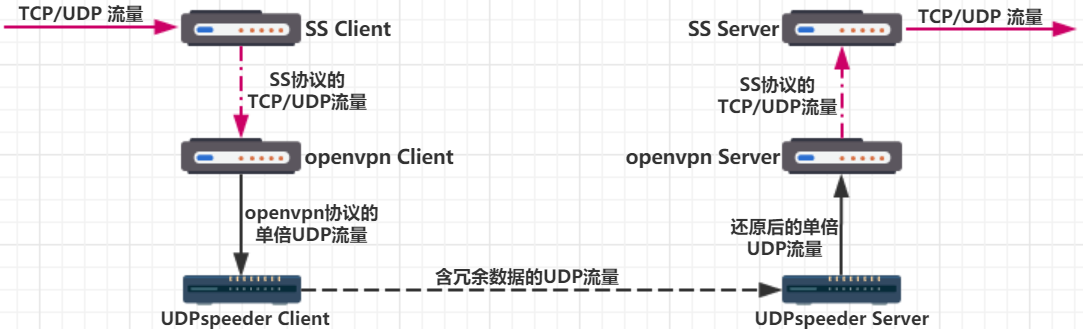 TCP/UDP 流量
SS Client
SS协议的
TCP/UDP流量
openvpn Client
openvpn协议的
单倍UDP流量
UDPspeeder Client
含冗余数据的UDP流量
SS Server
TCP/UDP 流量
SS协议的
TCP/UDP流量
openvpn Server
还原后的单倍
UDP流量
UDPspeeder Server